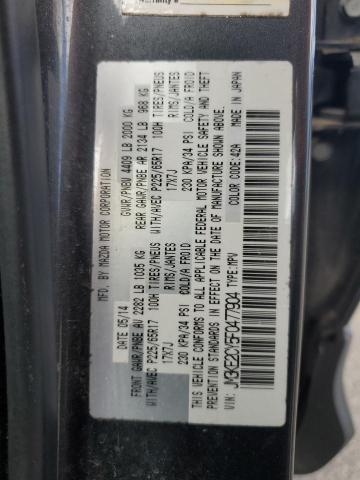 MFD. BY MAZDA MOTOR CORPORATION
DATE 05/14 GVWR/PNBV 4409 LB 2000 KG
FRONT GAWR/PNBE AV 2282 LB 1035 KG REAR GAWR/PNBE AR 2134 LB 968 KG
WITH/AVEC P225/65R17 100H TIRES/PNEUS WITH/AVEC P225/65R17 100H TIRES/PNEUS
17X7J RIMS/JANTES 17X7J RIMS/JANTES
230 KPA/34 PSI COLD/A FROID 230 KPA/34 PSI COLD/A FROID
THIS VEHICLE CONFORMS TO ALL APPLICABLE FEDERAL MOTOR VEHICLE SAFETY AND THEFT
PREVENTION STANDARDS IN EFFECT ON THE DATE OF MANUFACTURE SHOWN ABOVE.
JM3KE2CY5F0477904 TYPE:MPV COLOR CODE:42A MADE IN JAPAN